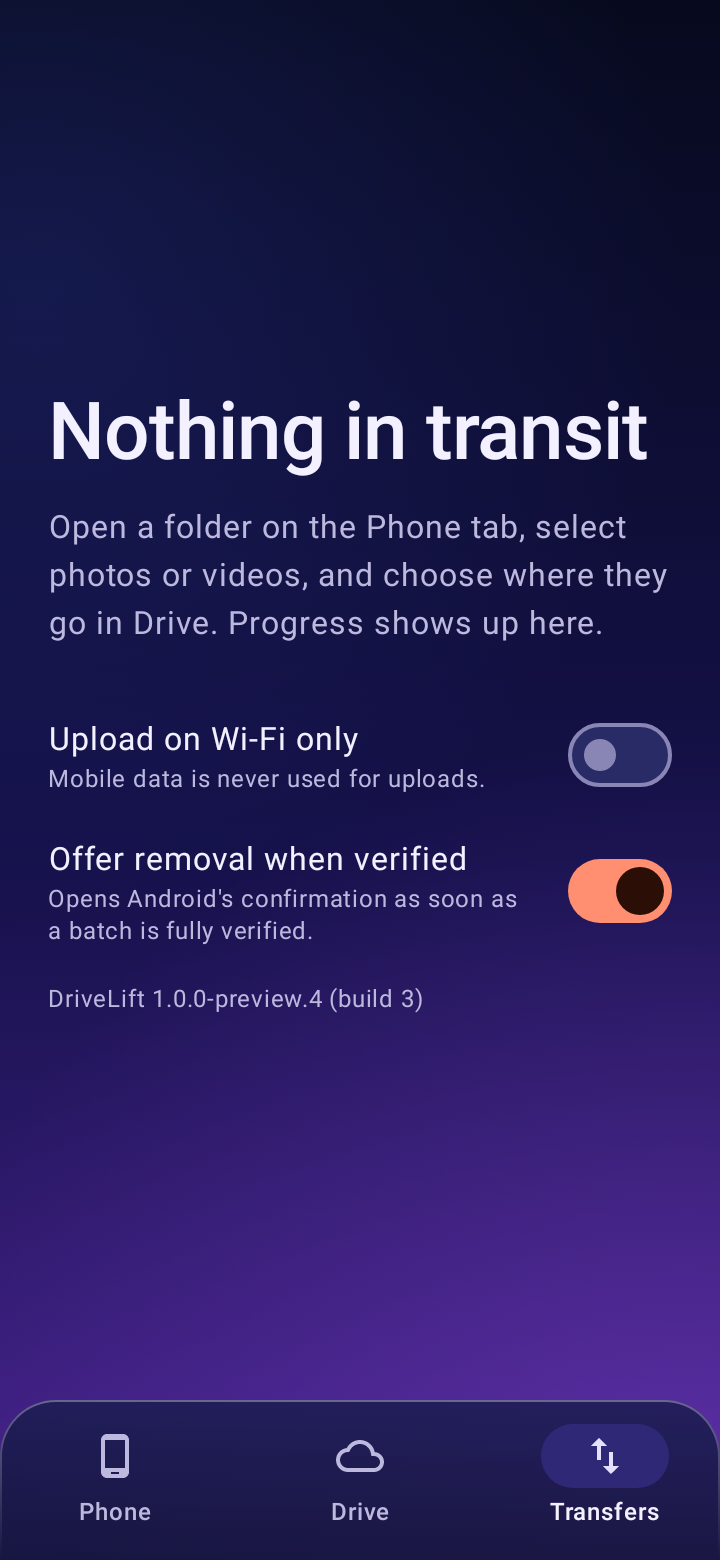 Nothing in transit
Open a folder on the Phone tab, select
photos or videos, and choose where they
go in Drive. Progress shows up here.
Upload on Wi-Fi only
Mobile data is never used for uploads.
Offer removal when verified
Opens Android's confirmation as soon as
a batch is fully verified.
DriveLift 1.0.0-preview.4 (build 3)
Phone
Drive
Transfers